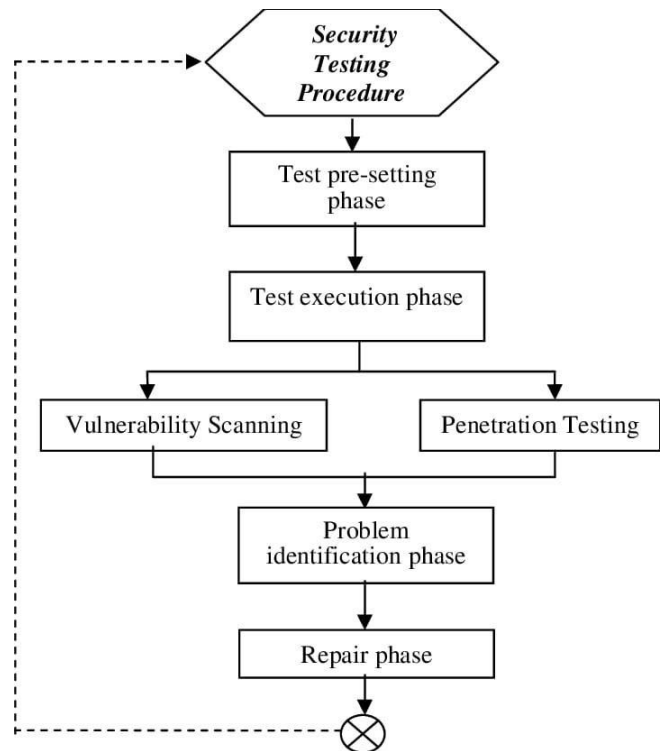 Security
Testing
Procedure
Test pre-setting
phase
Test execution phase
Vulnerability Scanning
Penetration Testing
Problem
identification phase
Repair phase